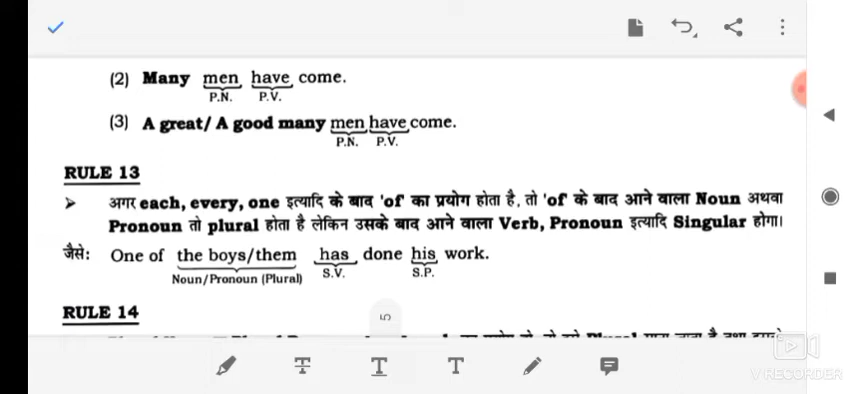 (2) Many men have come.
P.N. P.V.
(3) A great/ A good many men have come.
P.N. P.V.
RULE 13
➤ अगर each, every, one इत्यादि के बाद 'of' का प्रयोग होता है, तो 'of' के बाद आने वाला Noun अथवा
Pronoun तो plural होता है लेकिन उसके बाद आने वाला Verb, Pronoun इत्यादि Singular होगा।
जैसे: One of the boys/them has done his work.
Noun/Pronoun (Plural) S.V. S.P.
RULE 14
5
T T T
V RECORDER